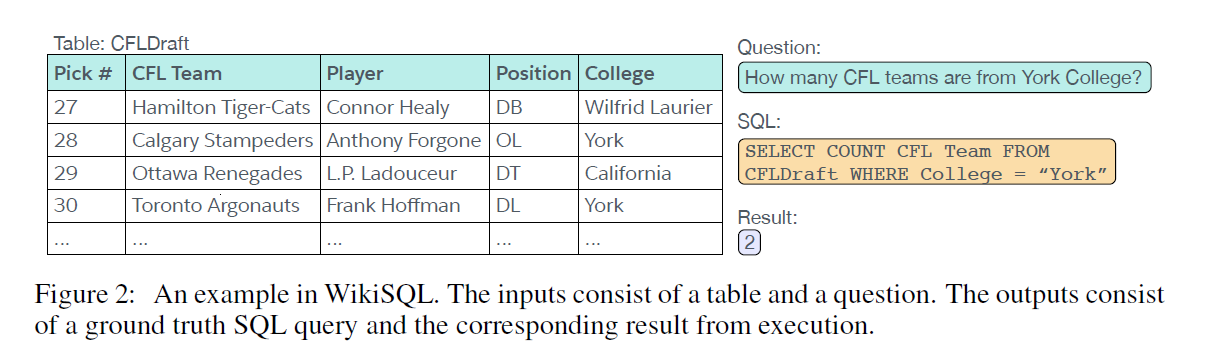 Table: CFLDraft
Pick # CFL Team Player Position College
27 Hamilton Tiger-Cats Connor Healy DB Wilfrid Laurier
28 Calgary Stampeders Anthony Forgone OL York
29 Ottawa Renegades L.P. Ladouceur DT California
30 Toronto Argonauts Frank Hoffman DL York
... ... ... ... ...
Question:
How many CFL teams are from York College?
SQL:
SELECT COUNT CFL Team FROM
CFLDraft WHERE College = “York”
Result:
2
Figure 2: An example in WikiSQL. The inputs consist of a table and a question. The outputs consist
of a ground truth SQL query and the corresponding result from execution.